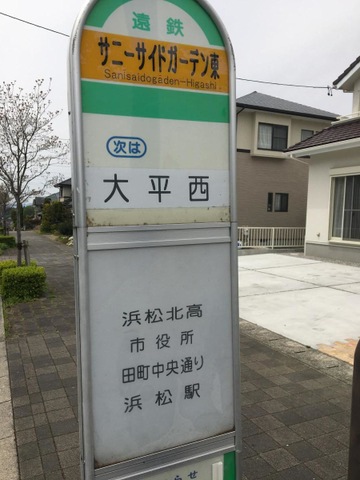 遠鉄
サニーサイドガーデン東
Sanisaidogaden-Higashi
次は
大平西
浜松北高
市役所
田町中央通り
浜松駅